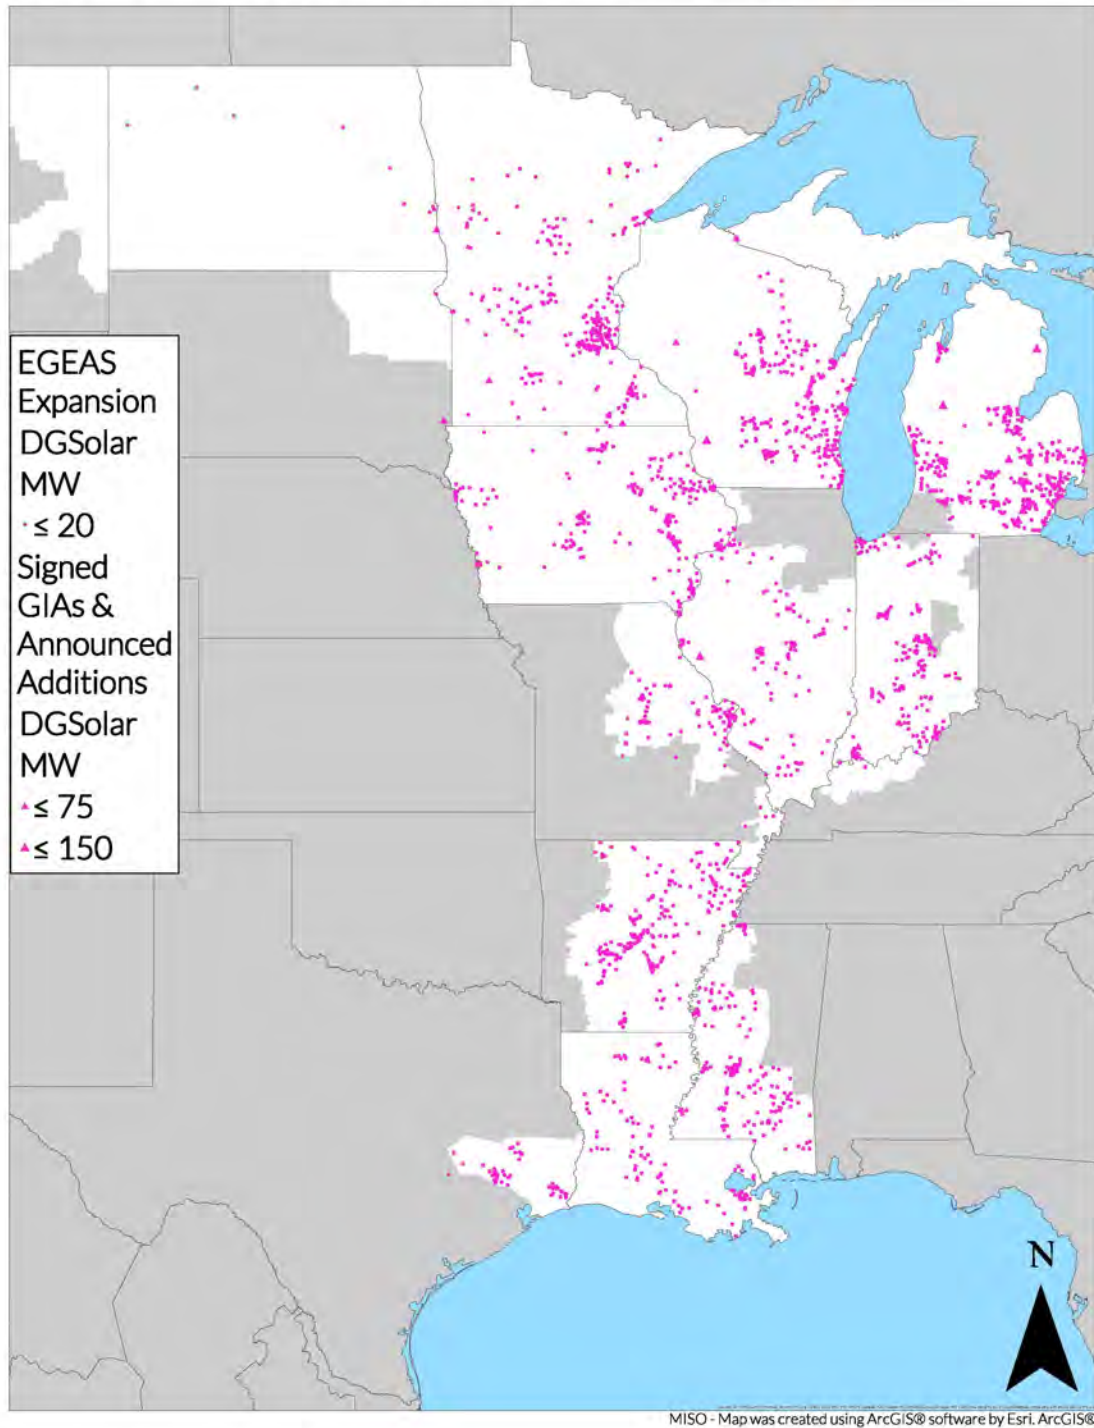 EGEAS
Expansion
DGSolar
MW
≤ 20
Signed
GIAs &
Announced
Additions
DGSolar
MW
≤ 75
≤ 150
N
MISO - Map was created using ArcGIS® software by Esri. ArcGIS®